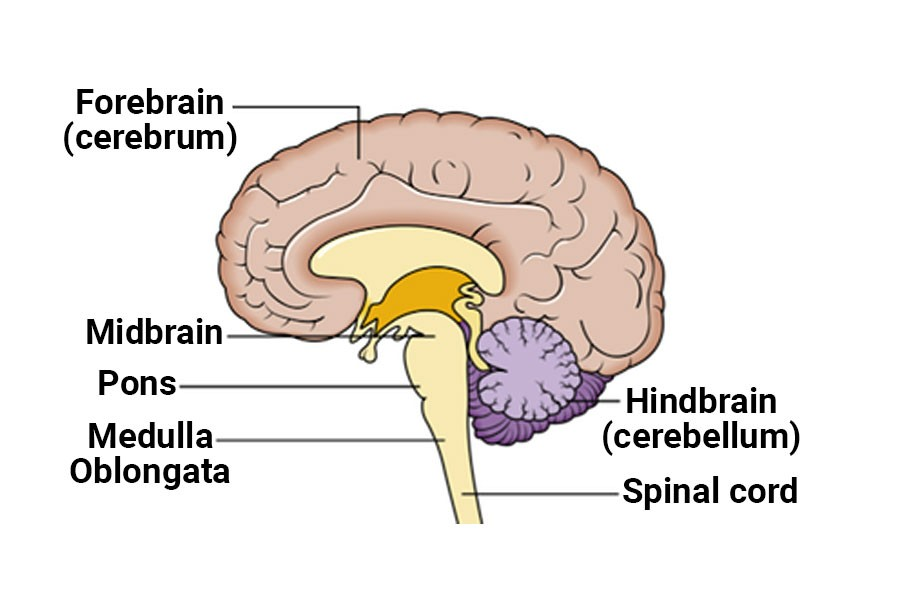 Forebrain
(cerebrum)
Midbrain
Pons
Medulla
Oblongata
Hindbrain
(cerebellum)
Spinal cord